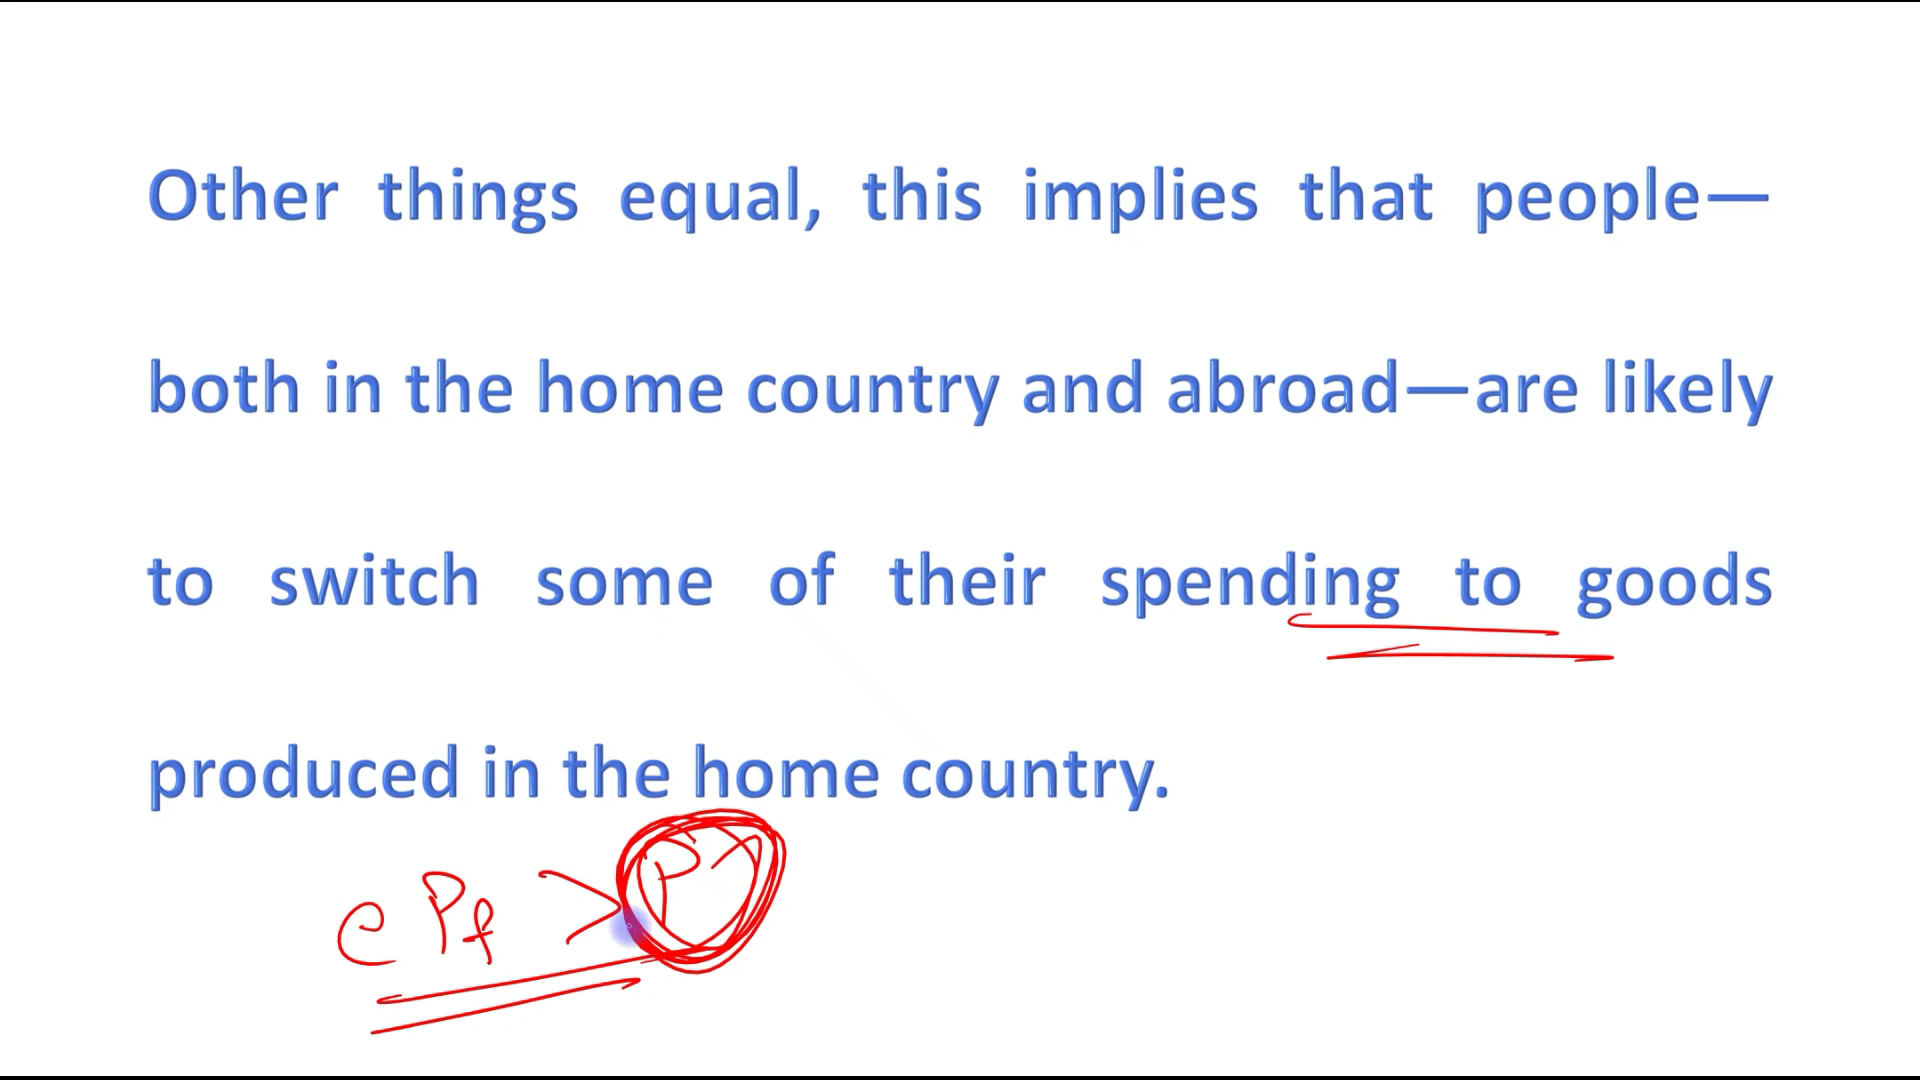 Other things equal, this implies that people—
both in the home country and abroad—are likely
to switch some of their spending to goods
produced in the home country.
e Pf > P